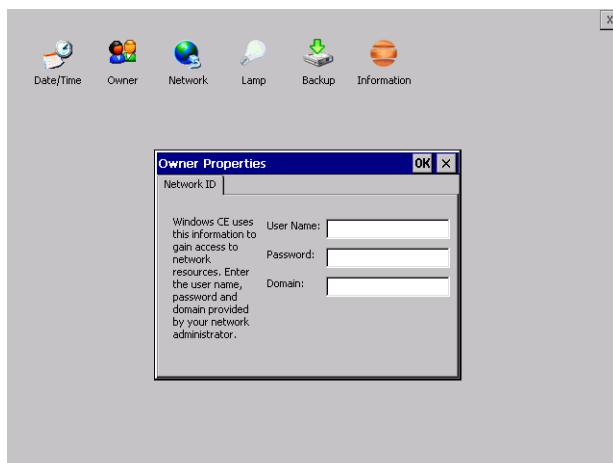 X
Date/Time Owner Network Lamp Backup Information
Owner Properties OK ×
Network ID
Windows CE uses
this information to
gain access to
network
resources. Enter
the user name,
password and
domain provided
by your network
administrator.
User Name:
Password:
Domain: